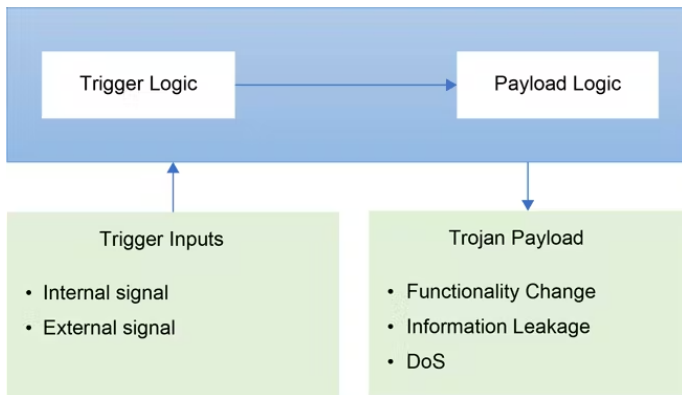 Trigger Logic
Payload Logic
Trigger Inputs
• Internal signal
• External signal
Trojan Payload
• Functionality Change
• Information Leakage
• DoS